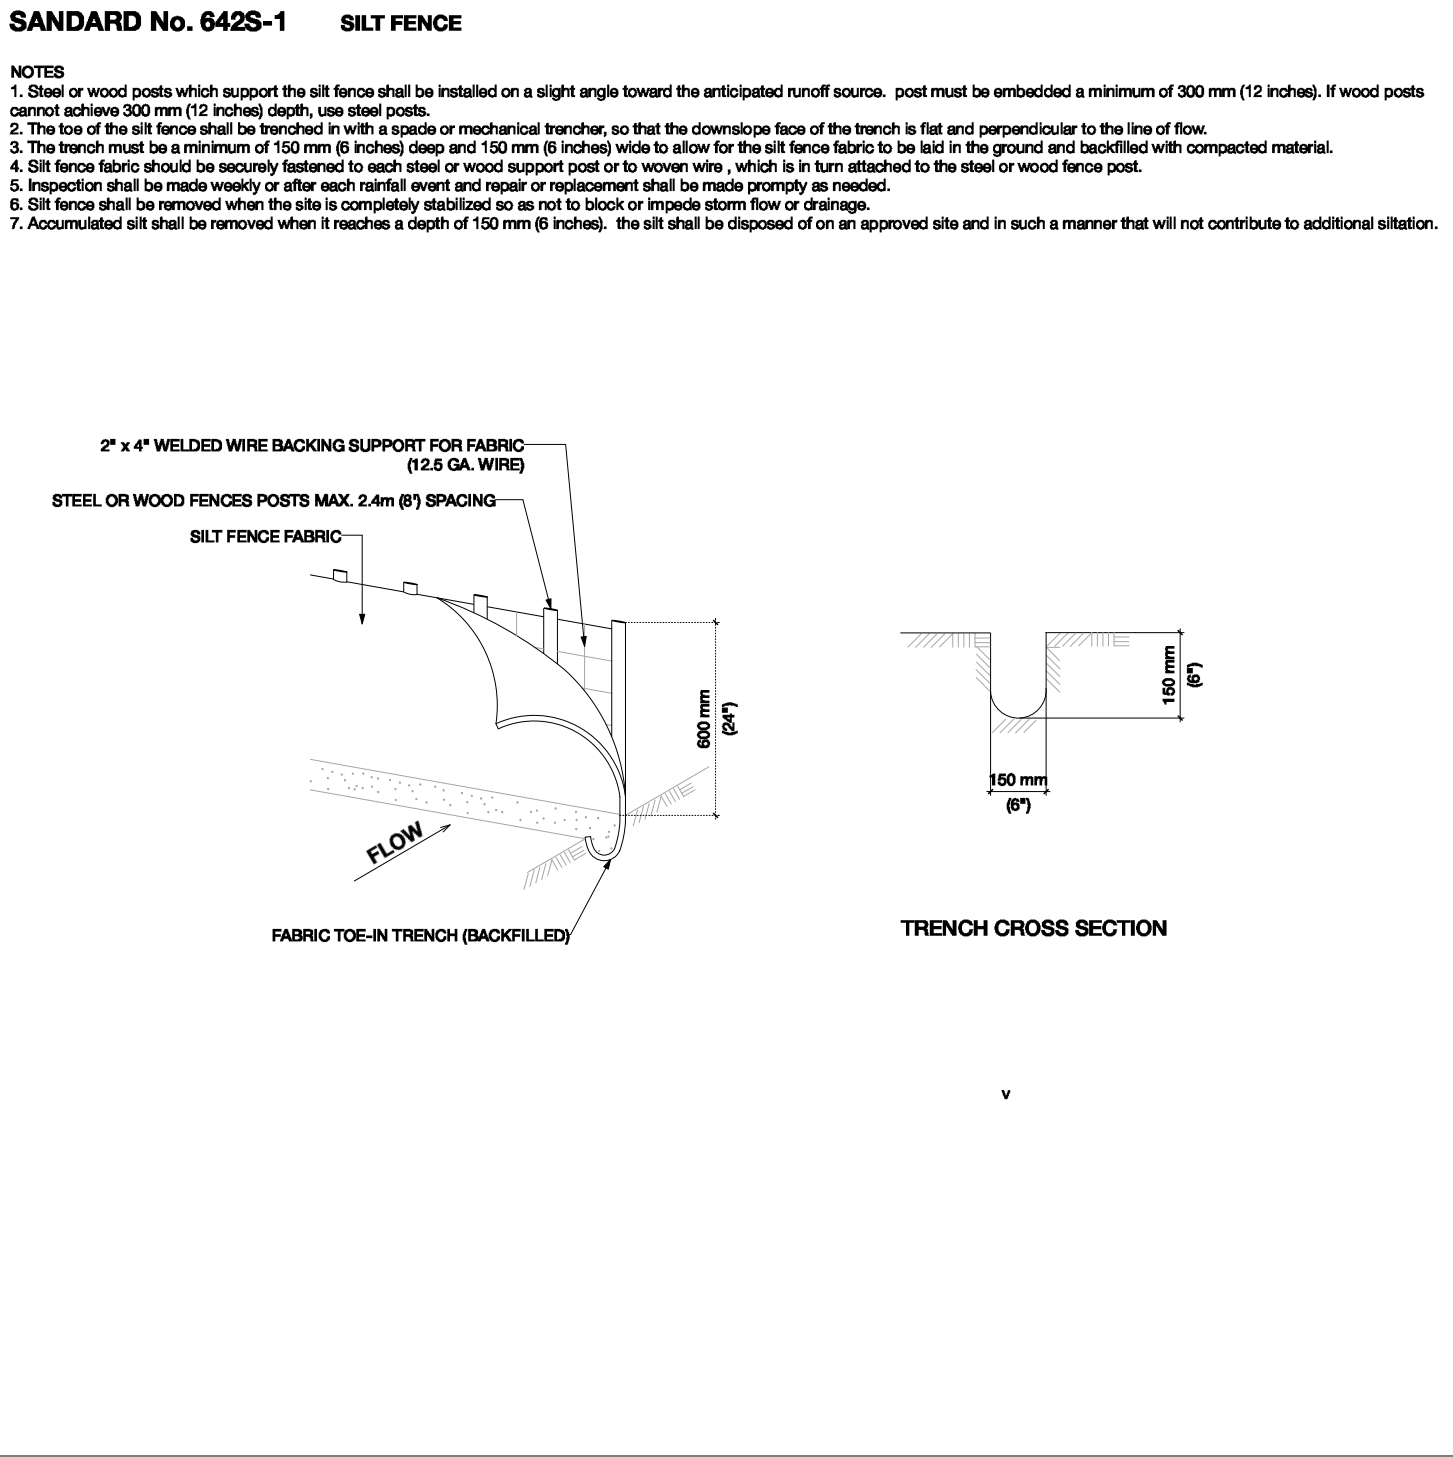 SANDARD No. 642S-1 SILT FENCE
NOTES
1. Steel or wood posts which support the silt fence shall be installed on a slight angle toward the anticipated runoff source.  post must be embedded a minimum of 300 mm (12 inches). If wood posts
cannot achieve 300 mm (12 inches) depth, use steel posts.
2. The toe of the silt fence shall be trenched in with a spade or mechanical trencher, so that the downslope face of the trench is flat and perpendicular to the line of flow.
3. The trench must be a minimum of 150 mm (6 inches) deep and 150 mm (6 inches) wide to allow for the silt fence fabric to be laid in the ground and backfilled with compacted material.
4. Silt fence fabric should be securely fastened to each steel or wood support post or to woven wire , which is in turn attached to the steel or wood fence post.
5. Inspection shall be made weekly or after each rainfall event and repair or replacement shall be made prompty as needed.
6. Silt fence shall be removed when the site is completely stabilized so as not to block or impede storm flow or drainage.
7. Accumulated silt shall be removed when it reaches a depth of 150 mm (6 inches).  the silt shall be disposed of on an approved site and in such a manner that will not contribute to additional siltation.
2" x 4" WELDED WIRE BACKING SUPPORT FOR FABRIC
(12.5 GA. WIRE)
STEEL OR WOOD FENCES POSTS MAX. 2.4m (8') SPACING
SILT FENCE FABRIC
600 mm
(24")
FLOW
FABRIC TOE-IN TRENCH (BACKFILLED)
150 mm
(6")
150 mm
(6")
TRENCH CROSS SECTION
v